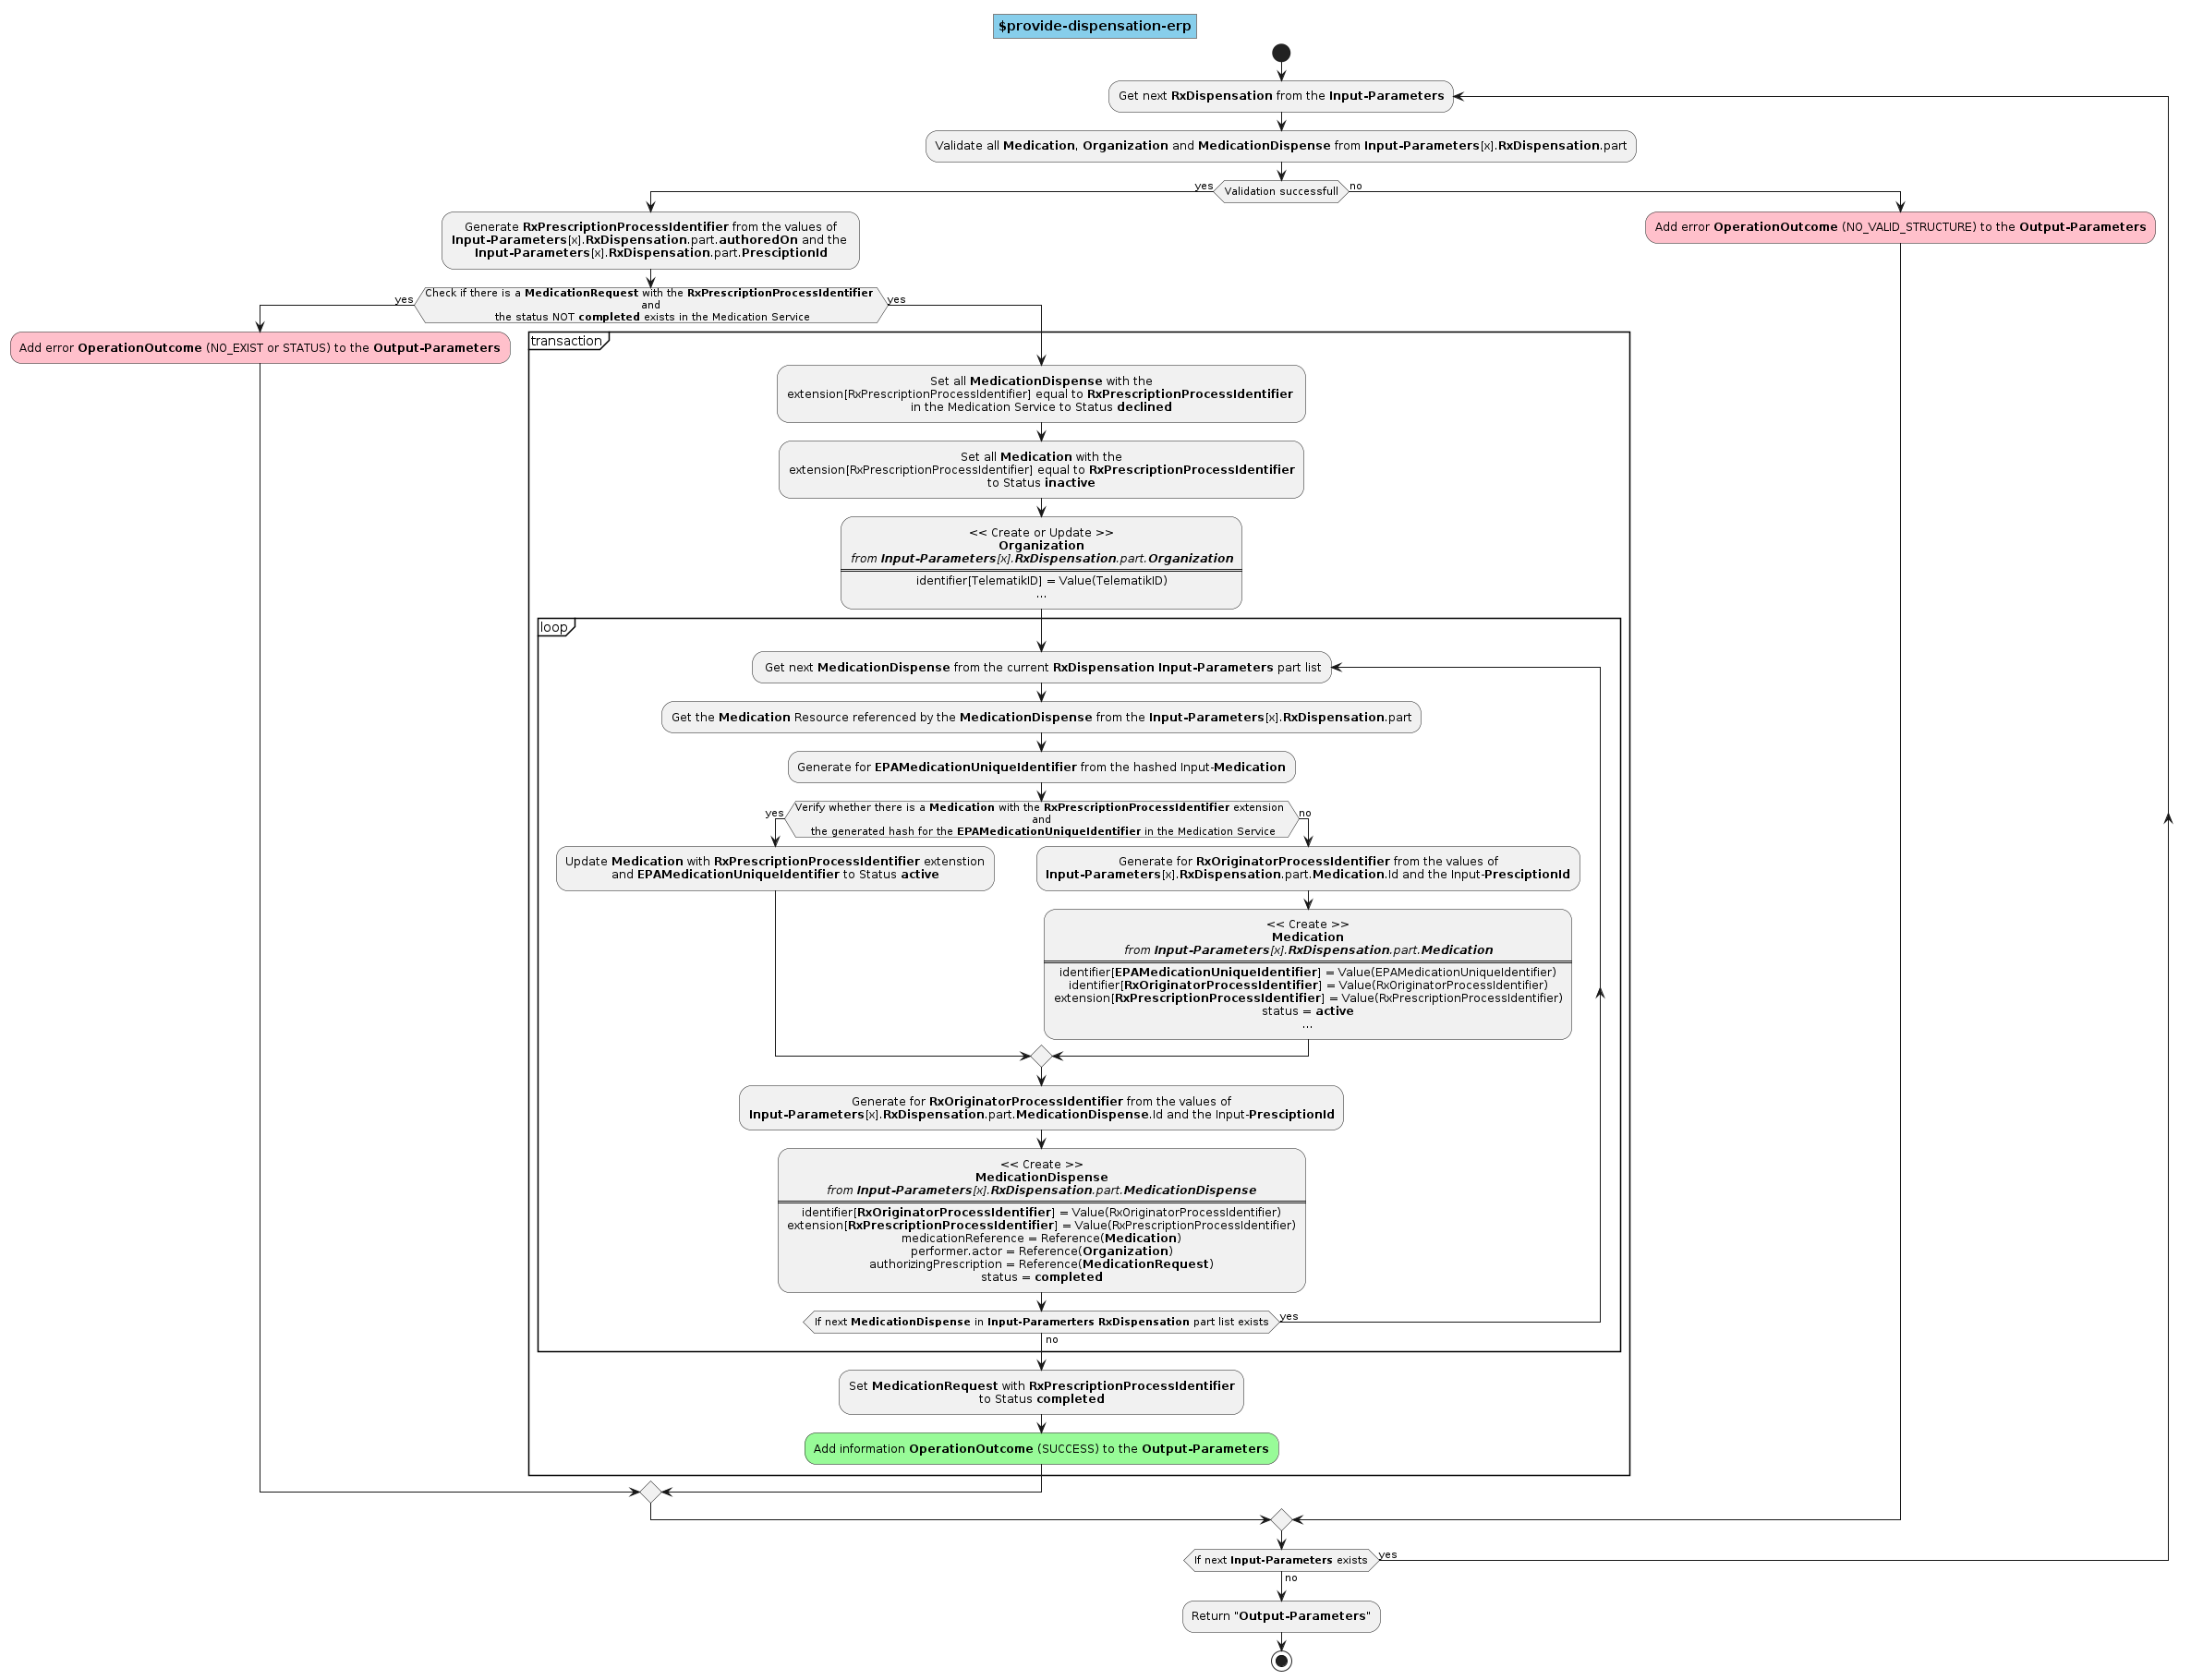 $provide-dispensation-erp
Get next RxDispensation from the Input-Parameters
Validate all Medication, Organization and MedicationDispense from Input-Parameters[x].RxDispensation.part
yes
Validation successfull
no
Generate RxPrescriptionProcessIdentifier from the values of
Input-Parameters[x].RxDispensation.part.authoredOn and the
Input-Parameters[x].RxDispensation.part.PresciptionId
Add error OperationOutcome (NO_VALID_STRUCTURE) to the Output-Parameters
yes
Check if there is a MedicationRequest with the RxPrescriptionProcessIdentifier
and
the status NOT completed exists in the Medication Service
yes
Add error OperationOutcome (NO_EXIST or STATUS) to the Output-Parameters
transaction
Set all MedicationDispense with the
extension[RxPrescriptionProcessIdentifier] equal to RxPrescriptionProcessIdentifier
in the Medication Service to Status declined
Set all Medication with the
extension[RxPrescriptionProcessIdentifier] equal to RxPrescriptionProcessIdentifier
to Status inactive
<< Create or Update >>
Organization
from Input-Parameters[x].RxDispensation.part.Organization
identifier[TelematikID] = Value(TelematikID)
...
loop
Get next MedicationDispense from the current RxDispensation Input-Parameters part list
Get the Medication Resource referenced by the MedicationDispense from the Input-Parameters[x].RxDispensation.part
Generate for EPAMedicationUniqueIdentifier from the hashed Input-Medication
yes
Verify whether there is a Medication with the RxPrescriptionProcessIdentifier extension
and
the generated hash for the EPAMedicationUniqueIdentifier in the Medication Service
no
Update Medication with RxPrescriptionProcessIdentifier extenstion
and EPAMedicationUniqueIdentifier to Status active
Generate for RxOriginatorProcessIdentifier from the values of
Input-Parameters[x].RxDispensation.part.Medication.Id and the Input-PresciptionId
<< Create >>
Medication
from Input-Parameters[x].RxDispensation.part.Medication
identifier[EPAMedicationUniqueIdentifier] = Value(EPAMedicationUniqueIdentifier)
identifier[RxOriginatorProcessIdentifier] = Value(RxOriginatorProcessIdentifier)
extension[RxPrescriptionProcessIdentifier] = Value(RxPrescriptionProcessIdentifier)
status = active
...
Generate for RxOriginatorProcessIdentifier from the values of
Input-Parameters[x].RxDispensation.part.MedicationDispense.Id and the Input-PresciptionId
<< Create >>
MedicationDispense
from Input-Parameters[x].RxDispensation.part.MedicationDispense
identifier[RxOriginatorProcessIdentifier] = Value(RxOriginatorProcessIdentifier)
extension[RxPrescriptionProcessIdentifier] = Value(RxPrescriptionProcessIdentifier)
medicationReference = Reference(Medication)
performer.actor = Reference(Organization)
authorizingPrescription = Reference(MedicationRequest)
status = completed
If next MedicationDispense in Input-Paramerters RxDispensation part list exists
yes
no
Set MedicationRequest with RxPrescriptionProcessIdentifier
to Status completed
Add information OperationOutcome (SUCCESS) to the Output-Parameters
If next Input-Parameters exists
yes
no
Return "Output-Parameters"